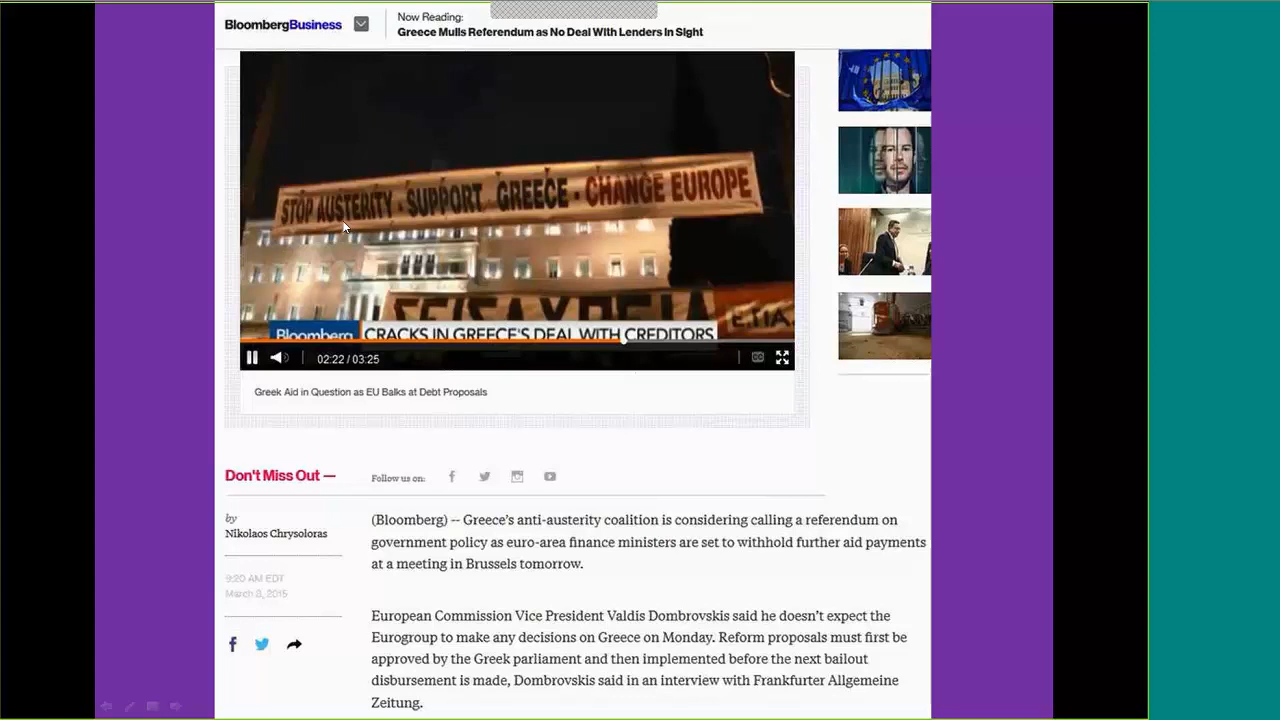 BloombergBusiness
Now Reading:
Greece Mulls Referendum as No Deal With Lenders In Sight
STOP AUSTERITY · SUPPORT GREECE · CHANGE EUROPE
Bloomberg CRACKS IN GREECE'S DEAL WITH CREDITORS
02:22 / 03:25
CC
Greek Aid in Question as EU Balks at Debt Proposals
Don't Miss Out —
Follow us on:
by
Nikolaos Chrysoloras
9:20 AM EDT
March 8, 2015
(Bloomberg) -- Greece's anti-austerity coalition is considering calling a referendum on
government policy as euro-area finance ministers are set to withhold further aid payments
at a meeting in Brussels tomorrow.
European Commission Vice President Valdis Dombrovskis said he doesn't expect the
Eurogroup to make any decisions on Greece on Monday. Reform proposals must first be
approved by the Greek parliament and then implemented before the next bailout
disbursement is made, Dombrovskis said in an interview with Frankfurter Allgemeine
Zeitung.